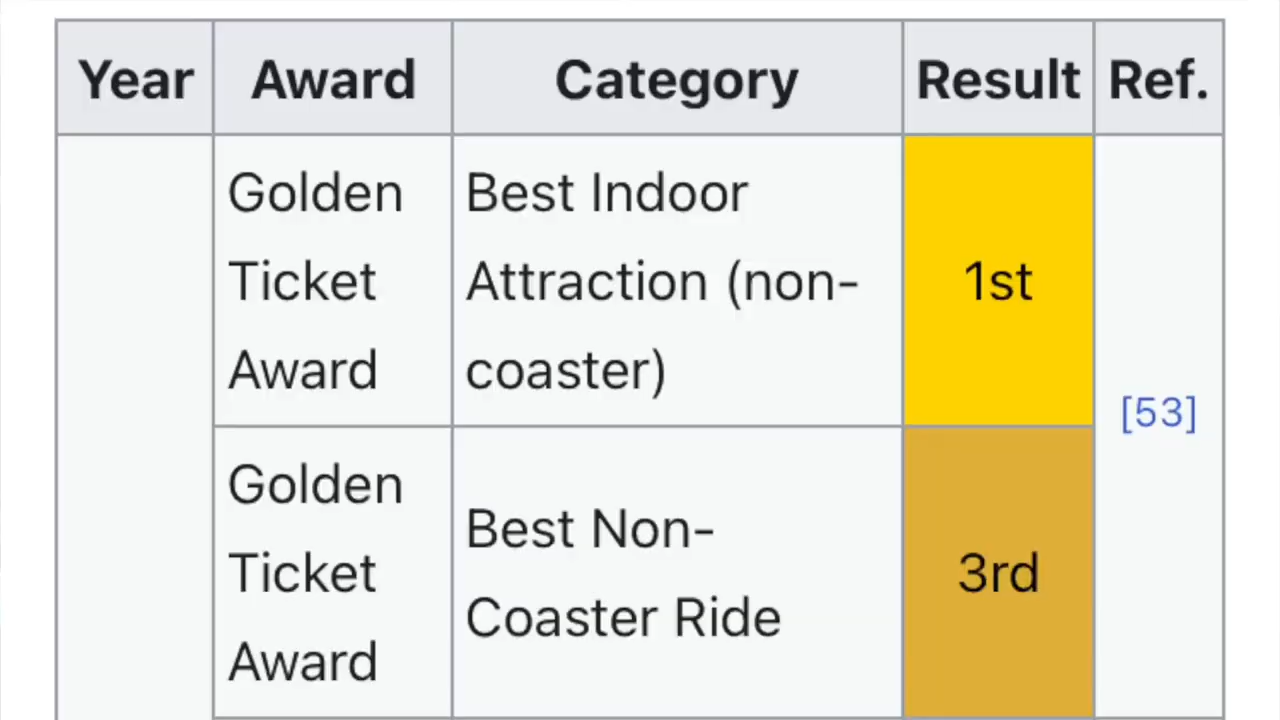 Year Award Category Result Ref.
Golden
Ticket
Award
Best Indoor
Attraction (non-
coaster)
1st
[53]
Golden
Ticket
Award
Best Non-
Coaster Ride
3rd